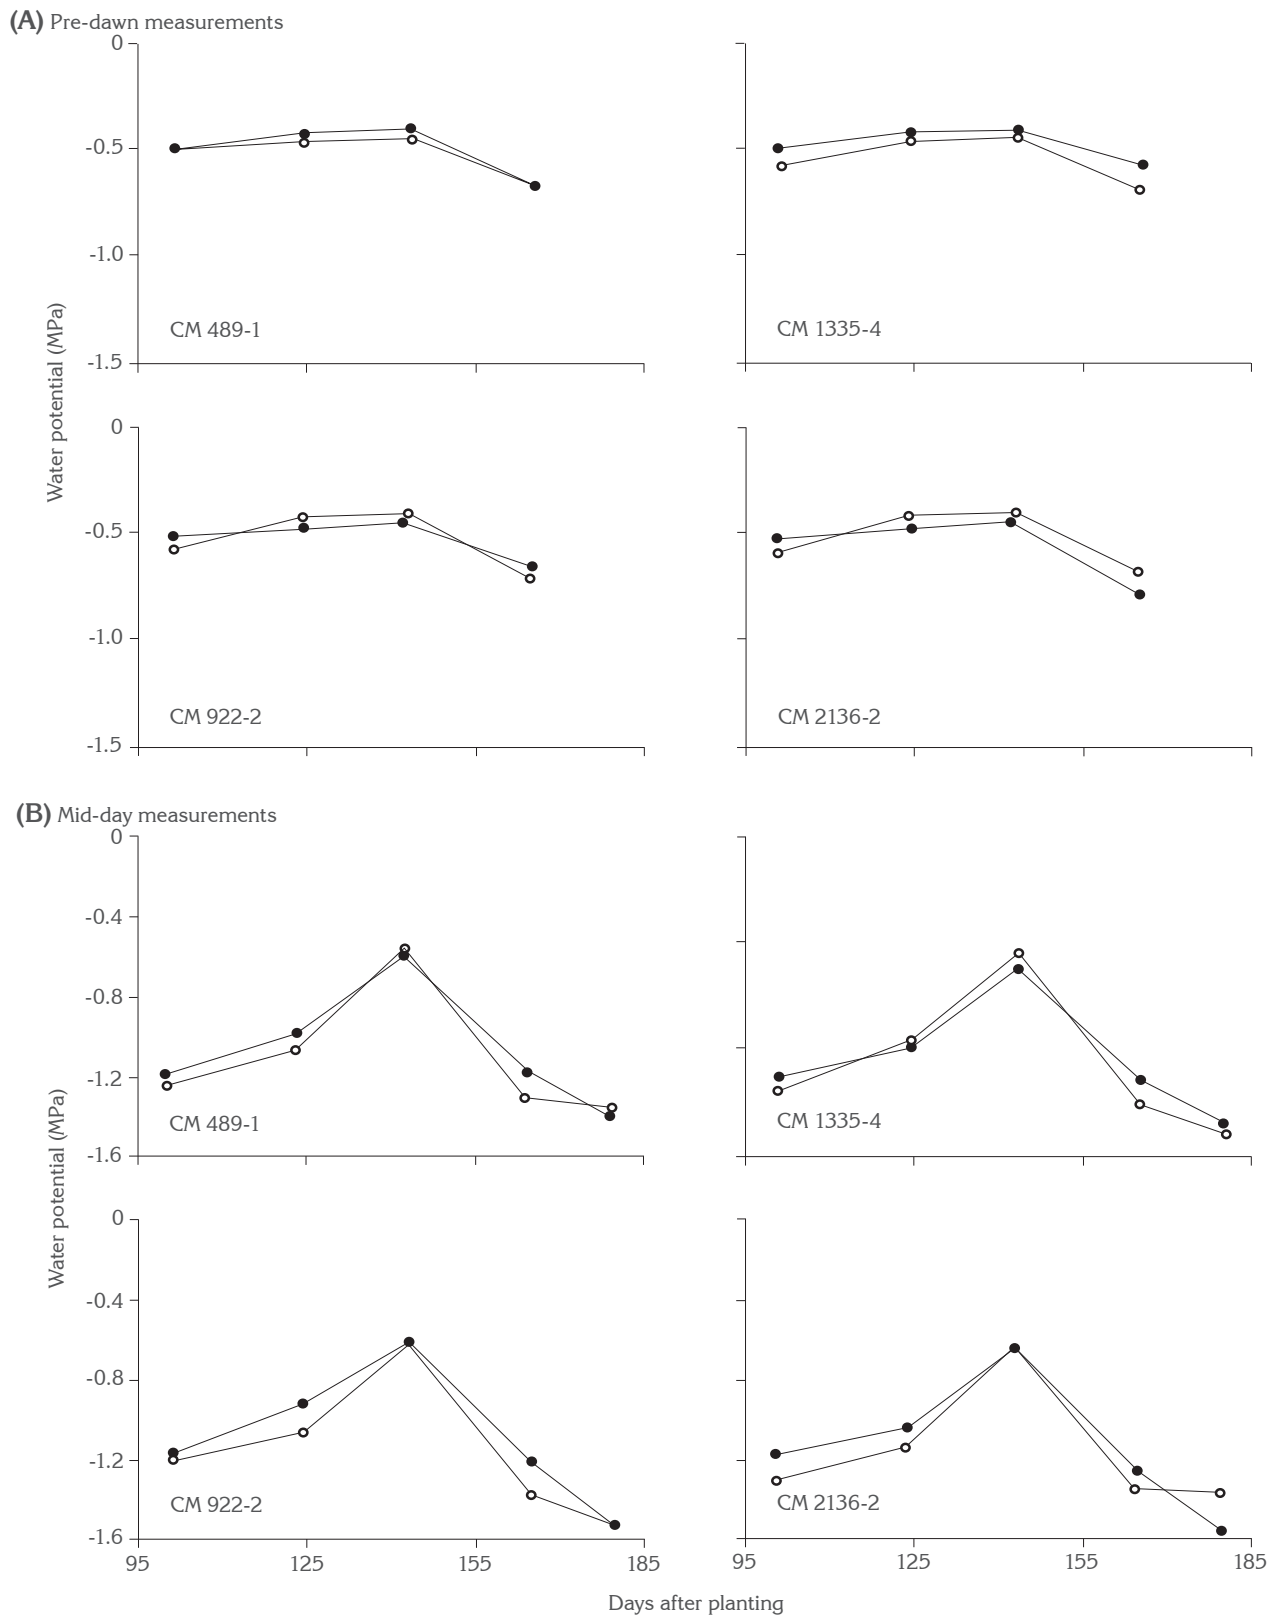 (A) Pre-dawn measurements
0
-0.5
-1.0
-1.5
CM 489-1
CM 1335-4
Water potential (MPa)
0
-0.5
-1.0
-1.5
CM 922-2
CM 2136-2
(B) Mid-day measurements
0
-0.4
-0.8
-1.2
-1.6
CM 489-1
CM 1335-4
Water potential (MPa)
0
-0.4
-0.8
-1.2
-1.6
CM 922-2
CM 2136-2
95 125 155 185
95 125 155 185
Days after planting